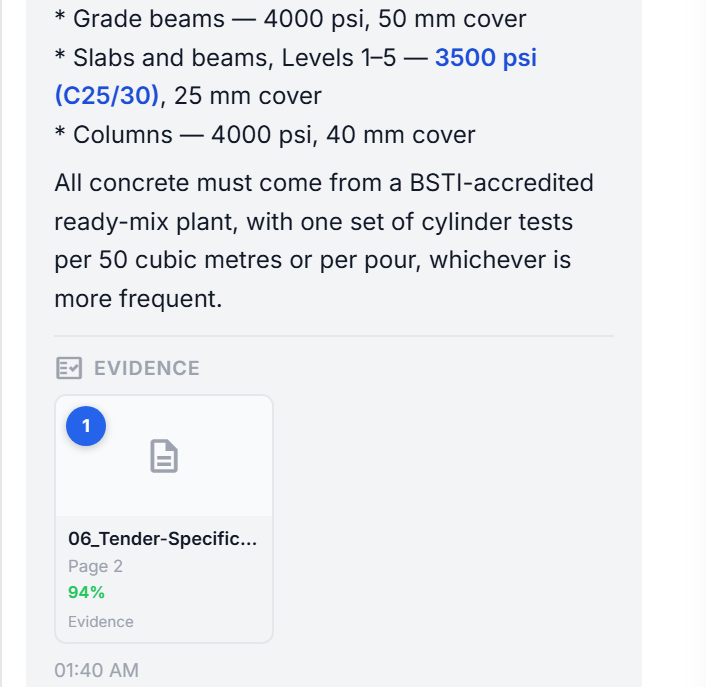 * Grade beams — 4000 psi, 50 mm cover
* Slabs and beams, Levels 1–5 — 3500 psi
(C25/30), 25 mm cover
* Columns — 4000 psi, 40 mm cover
All concrete must come from a BSTI-accredited
ready-mix plant, with one set of cylinder tests
per 50 cubic metres or per pour, whichever is
more frequent.
EVIDENCE
1
06_Tender-Specific...
Page 2
94%
Evidence
01:40 AM